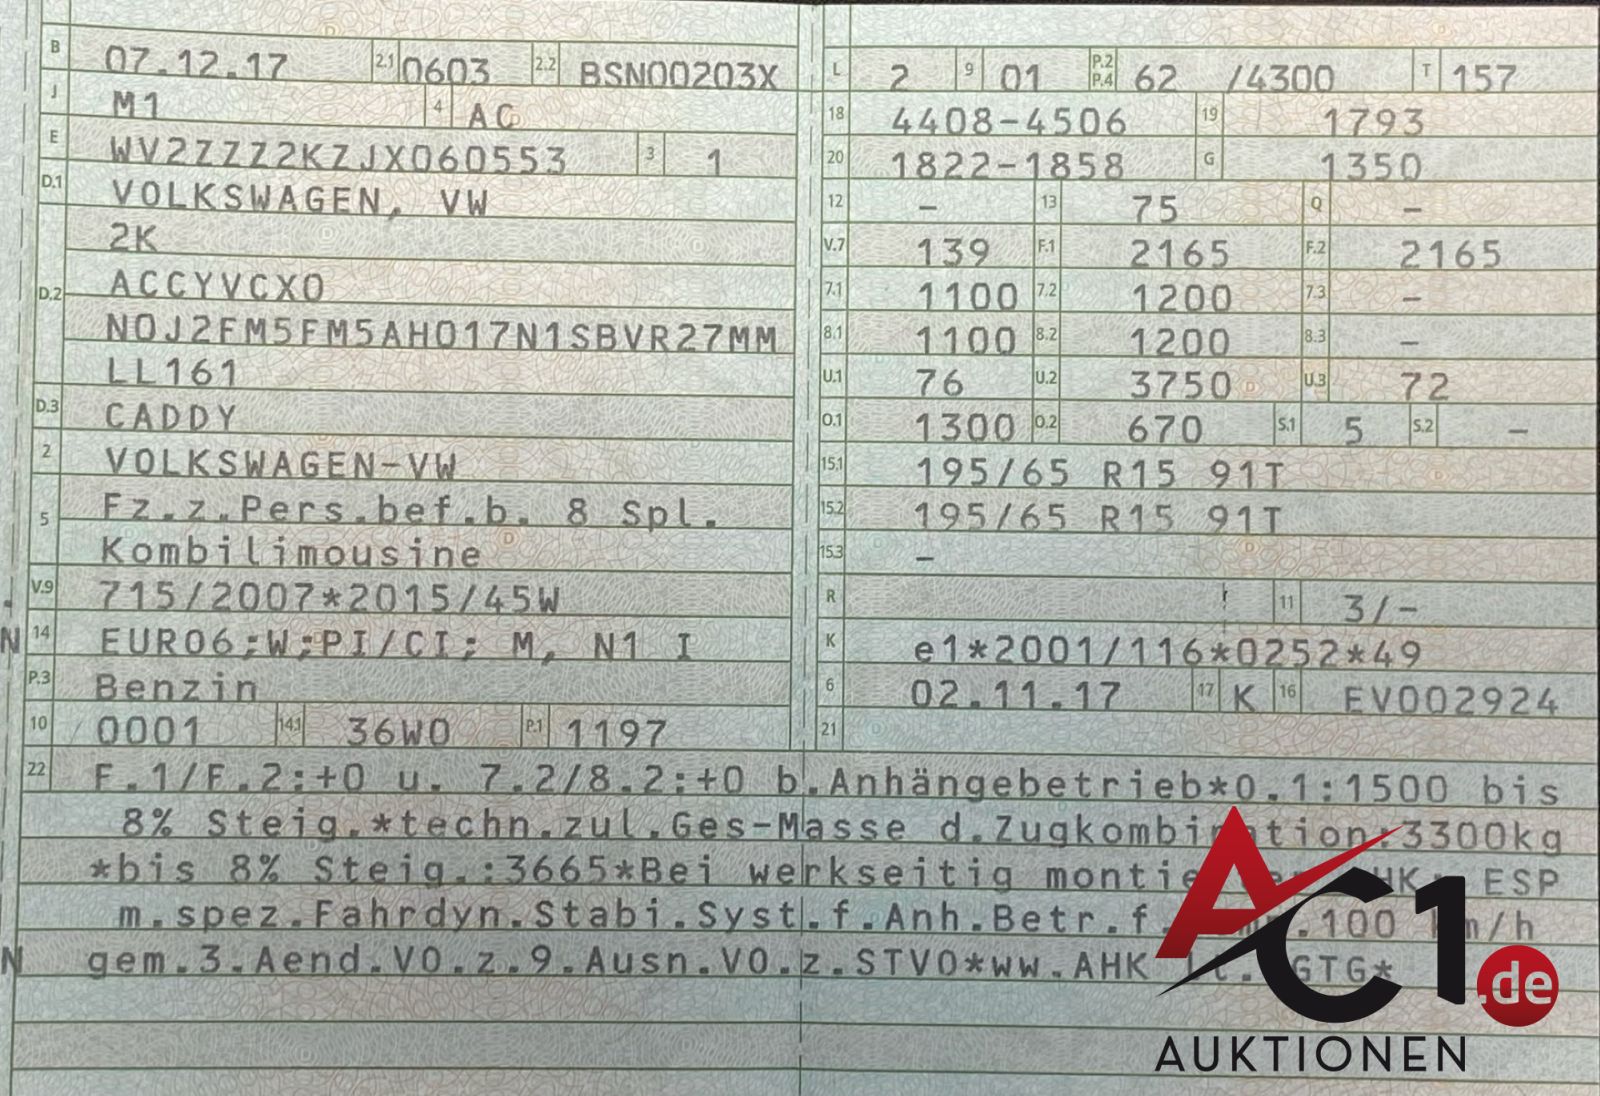 B 07.12.17 2.1 0603 2.2 BSN00203X
J M1 4 AC
E WV2ZZZ2KZJX060553 3 1
D.1 VOLKSWAGEN, VW
2K
D.2 ACCYVCX0
N0J2FM5FM5AH017N1SBVR27MM
LL161
D.3 CADDY
2 VOLKSWAGEN-VW
5 Fz.z.Pers.bef.b. 8 Spl.
Kombilimousine
V.9 715/2007*2015/45W
N 14 EURO6;W;PI/CI; M, N1 I
P.3 Benzin
10 0001 14.1 36W0 P.1 1197
L 2 9 01 P.2 P.4 62 /4300 T 157
18 4408-4506 19 1793
20 1822-1858 G 1350
12 - 13 75 Q -
V.7 139 F.1 2165 F.2 2165
7.1 1100 7.2 1200 7.3 -
8.1 1100 8.2 1200 8.3 -
U.1 76 U.2 3750 U.3 72
O.1 1300 O.2 670 S.1 5 S.2 -
15.1 195/65 R15 91T
15.2 195/65 R15 91T
15.3 -
R 11 3/-
K e1*2001/116*0252*49
6 02.11.17 17 K 16 EV002924
21
22 F.1/F.2:+0 u. 7.2/8.2:+0 b.Anhängebetrieb*O.1:1500 bis
8% Steig.*techn.zul.Ges-Masse d.Zugkombination:3300kg
*bis 8% Steig.:3665*Bei werkseitig ESP
m.spez.Fahrdyn.Stabi.Syst.f.Anh.Betr.f. .100 km/h
N gem.3.Aend.VO.z.9.Ausn.VO.z.STVO*ww.AHK lt. GTG*
AC1.de
AUKTIONEN